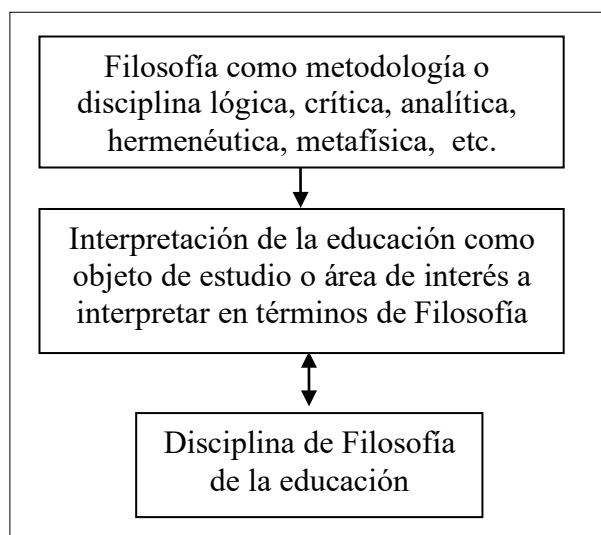 Filosofía como metodología o
disciplina lógica, crítica, analítica,
hermenéutica, metafísica, etc.
Interpretación de la educación como
objeto de estudio o área de interés a
interpretar en términos de Filosofía
Disciplina de Filosofía
de la educación